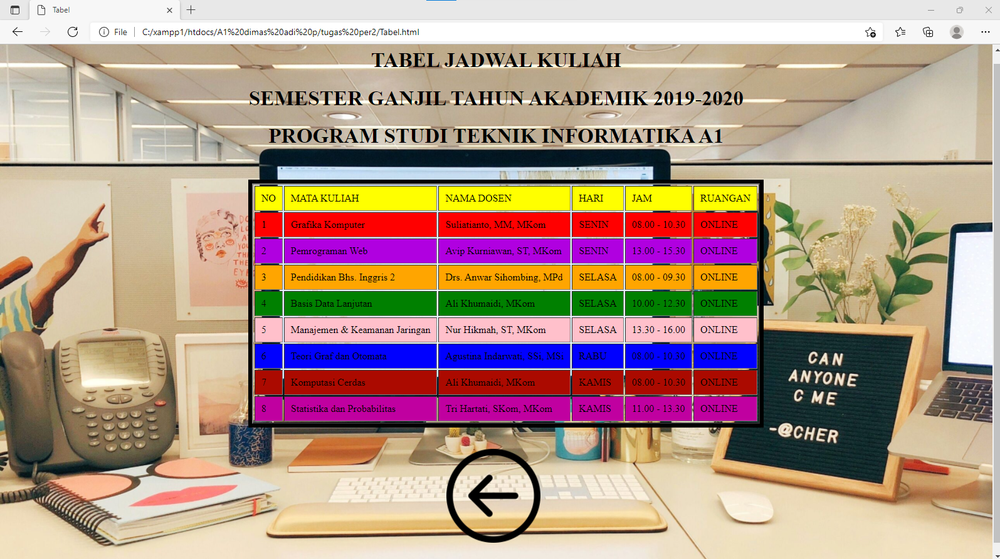 Tabel
File
C:/xampp1/htdocs/A1%20dimas%20adi%20p/tugas%20per2/Tabel.html
TABEL JADWAL KULIAH
SEMESTER GANJIL TAHUN AKADEMIK 2019-2020
PROGRAM STUDI TEKNIK INFORMATIKA A1
NO MATA KULIAH NAMA DOSEN HARI JAM RUANGAN
1 Grafika Komputer Suliatianto, MM, MKom SENIN 08.00 - 10.30 ONLINE
2 Pemrograman Web Avip Kurniawan, ST, MKom SENIN 13.00 - 15.30 ONLINE
3 Pendidikan Bhs. Inggris 2 Drs. Anwar Sihombing, MPd SELASA 08.00 - 09.30 ONLINE
4 Basis Data Lanjutan Ali Khumaidi, MKom SELASA 10.00 - 12.30 ONLINE
5 Manajemen & Keamanan Jaringan Nur Hikmah, ST, MKom SELASA 13.30 - 16.00 ONLINE
6 Teori Graf dan Otomata Agustina Indarwati, SSi, MSi RABU 08.00 - 10.30 ONLINE
7 Komputasi Cerdas Ali Khumaidi, MKom KAMIS 08.00 - 10.30 ONLINE
8 Statistika dan Probabilitas Tri Hartati, SKom, MKom KAMIS 11.00 - 13.30 ONLINE
CAN
ANYONE
C ME
-@CHER